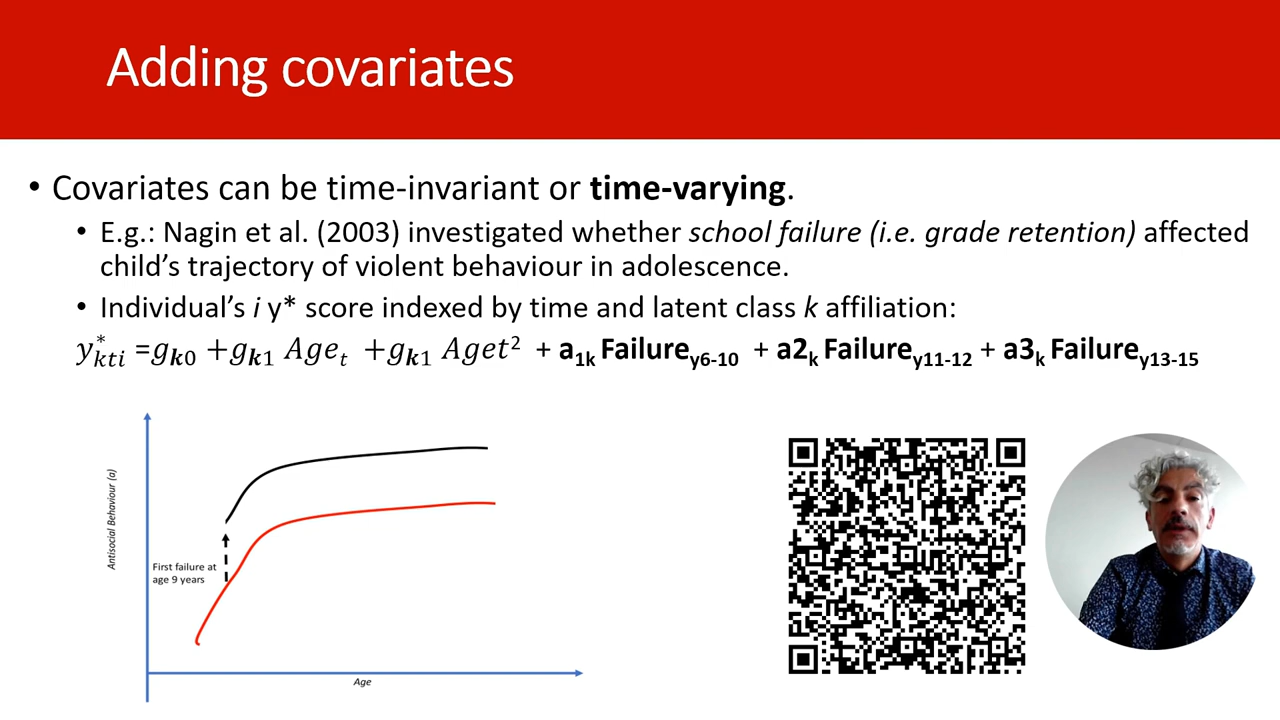 Adding covariates
• Covariates can be time-invariant or time-varying.
• E.g.: Nagin et al. (2003) investigated whether school failure (i.e. grade retention) affected
child’s trajectory of violent behaviour in adolescence.
• Individual’s i y* score indexed by time and latent class k affiliation:
y*kti =gk0 +gk1 Aget +gk1 Aget² + a1k Failurey6-10 + a2k Failurey11-12 + a3k Failurey13-15
Antisocial Behaviour (a)
First failure at
age 9 years
Age